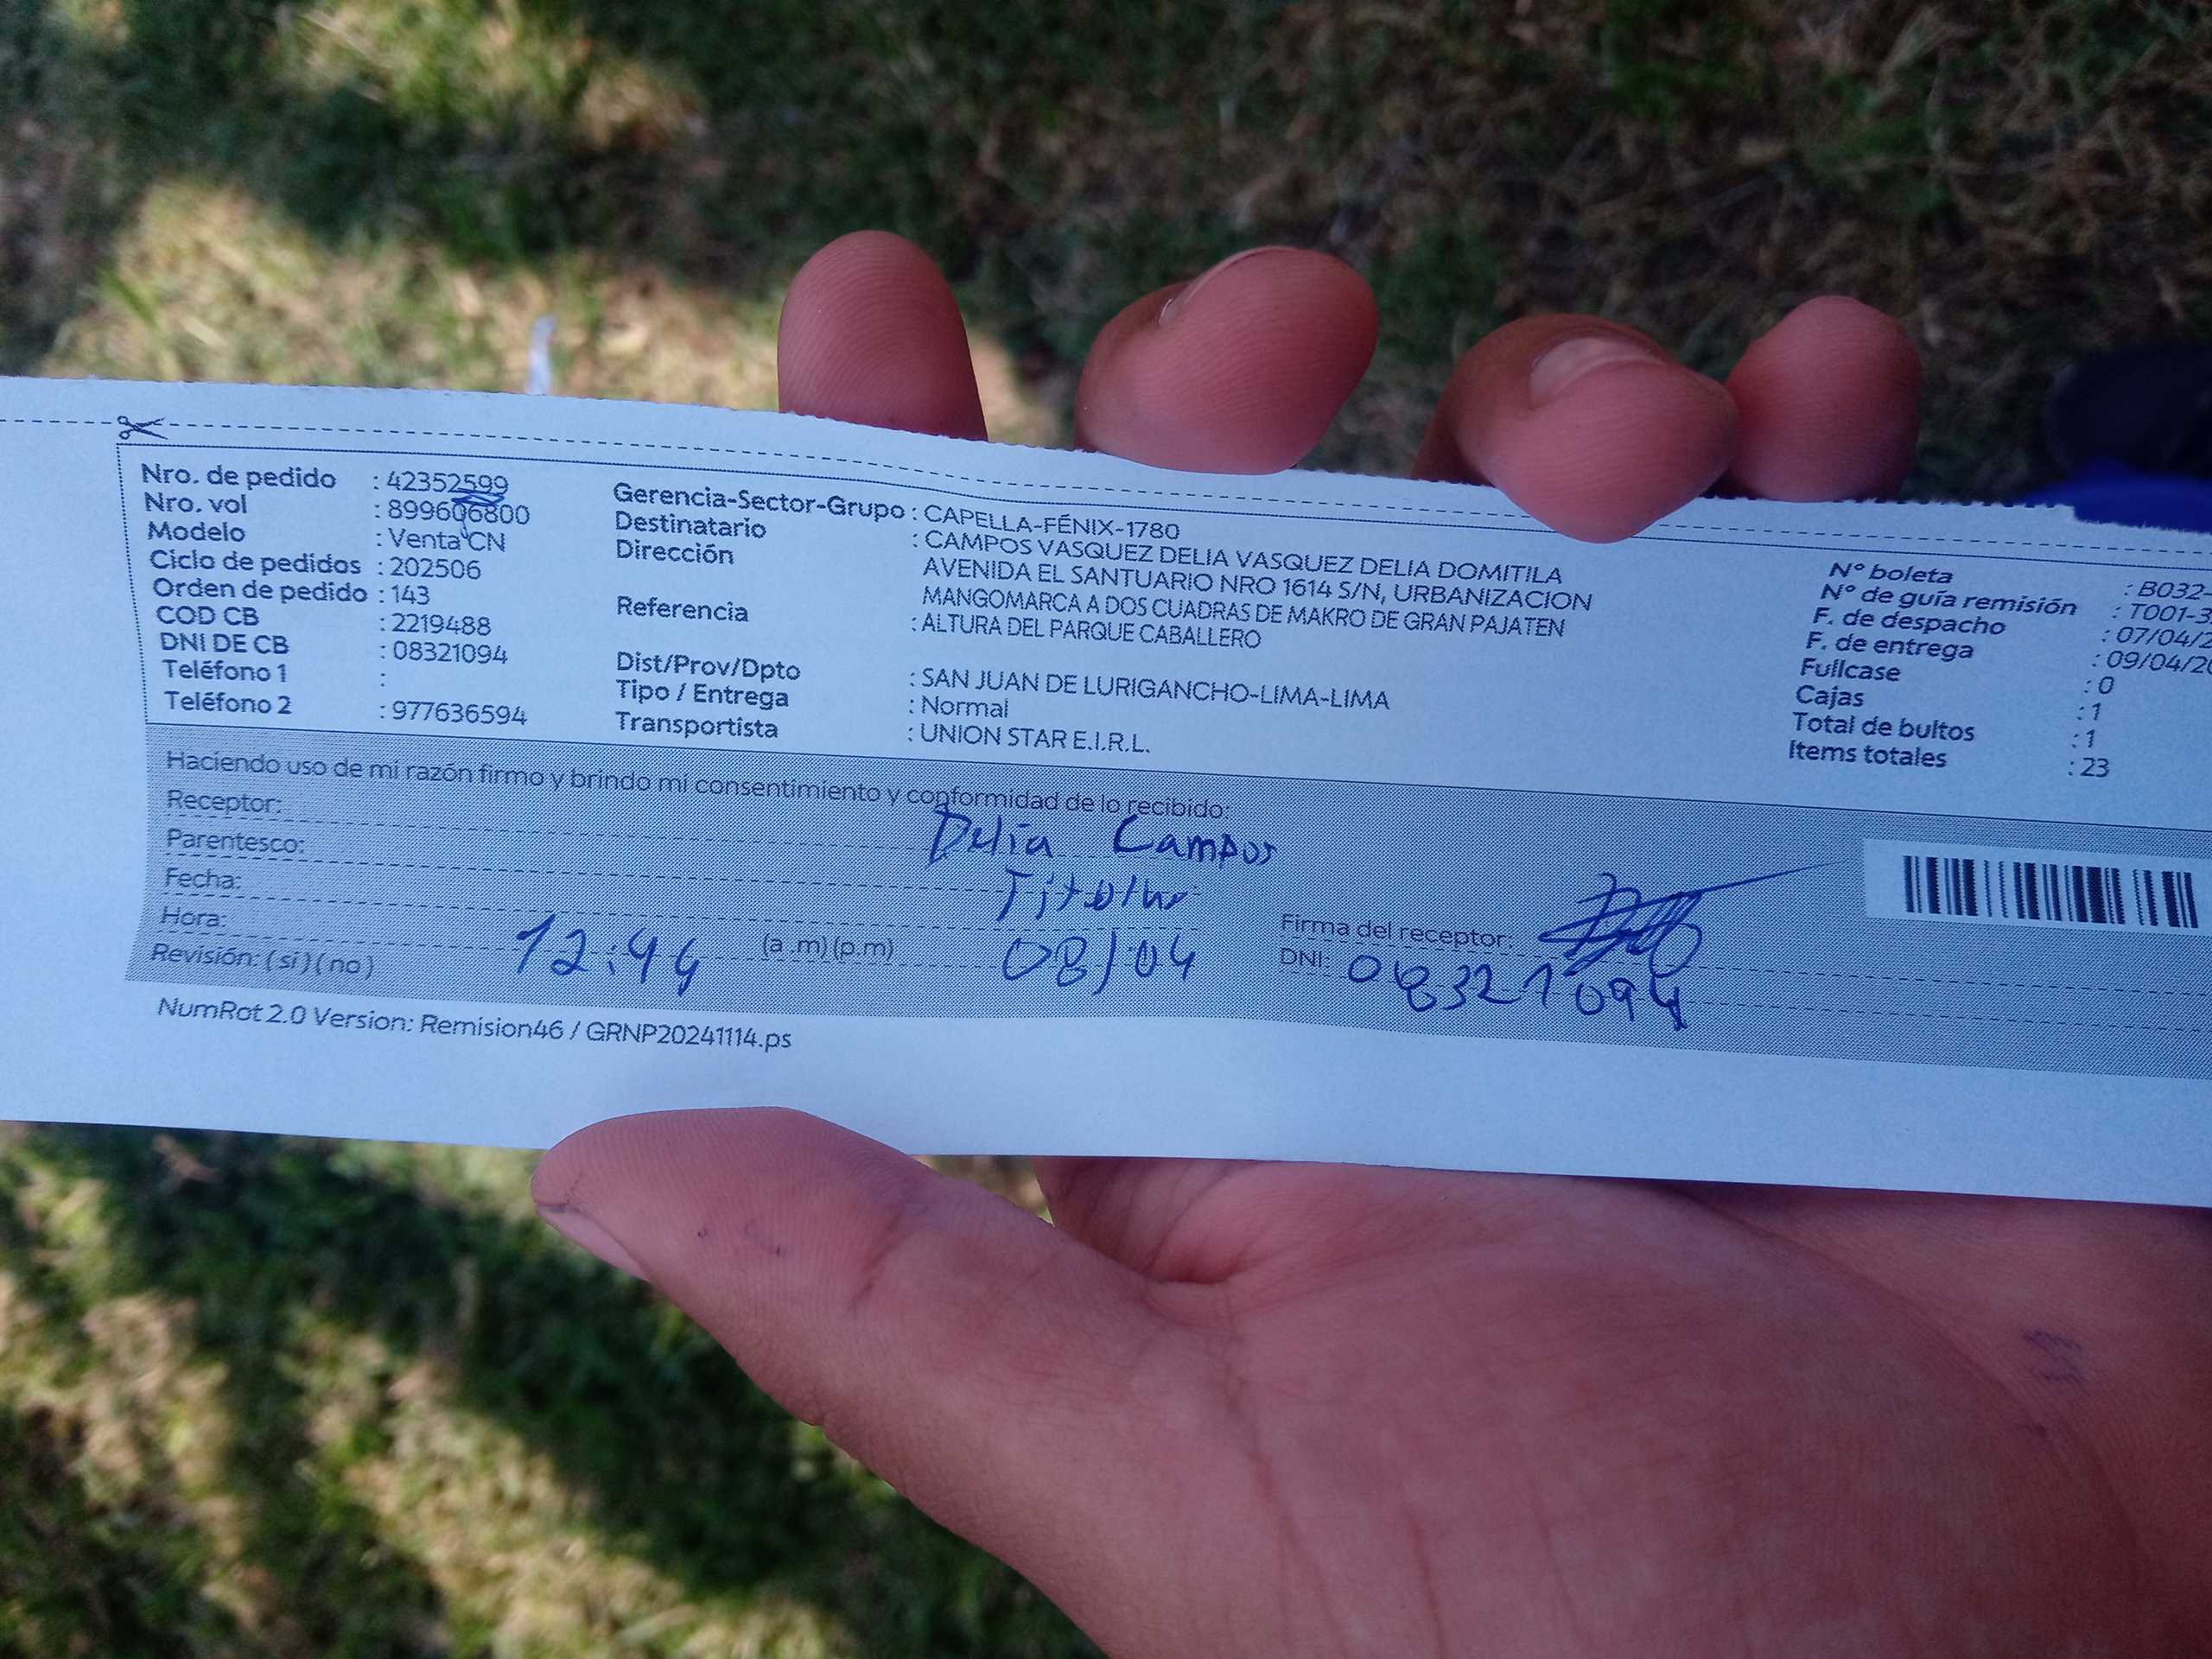 Nro. de pedido : 42352599
Nro. vol : 899606800
Modelo : Venta CN
Ciclo de pedidos : 202506
Orden de pedido : 143
COD CB : 2219488
DNI DE CB : 08321094
Teléfono 1 :
Teléfono 2 : 977636594
Gerencia-Sector-Grupo : CAPELLA-FÉNIX-1780
Destinatario : CAMPOS VASQUEZ DELIA VASQUEZ DELIA DOMITILA
Dirección AVENIDA EL SANTUARIO NRO 1614 S/N, URBANIZACION
MANGOMARCA A DOS CUADRAS DE MAKRO DE GRAN PAJATEN
Referencia : ALTURA DEL PARQUE CABALLERO
Dist/Prov/Dpto : SAN JUAN DE LURIGANCHO-LIMA-LIMA
Tipo / Entrega : Normal
Transportista : UNION STAR E.I.R.L.
N° boleta : B032-
N° de guía remisión : T001-3
F. de despacho : 07/04/2
F. de entrega : 09/04/20
Fullcase : 0
Cajas : 1
Total de bultos : 1
Items totales : 23
Haciendo uso de mi razón firmo y brindo mi consentimiento y conformidad de lo recibido:
Receptor: Delia Campos
Parentesco: Titular
Fecha: 08/04
Hora: 12:44 (a .m) (p.m)
Revisión: ( sí ) ( no )
Firma del receptor:
DNI: 08321094
NumRot 2.0 Version: Remision46 / GRNP20241114.ps